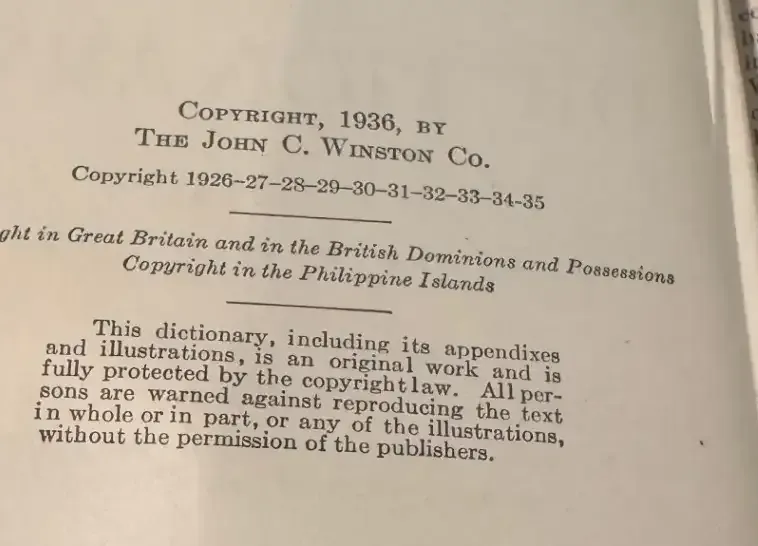 COPYRIGHT, 1936, BY
THE JOHN C. WINSTON CO.
Copyright 1926–27–28–29–30–31–32–33–34-35
ght in Great Britain and in the British Dominions and Possessions
Copyright in the Philippine Islands
This dictionary, including its appendixes
and illustrations, is an original work and is
fully protected by the copyright law. All per-
sons are warned against reproducing the text
in whole or in part, or any of the illustrations,
without the permission of the publishers.